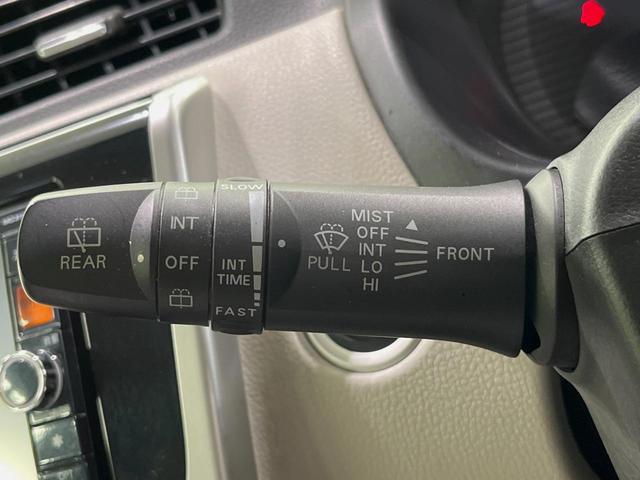 REAR
INT
OFF
SLOW
INT
TIME
FAST
PULL
MIST
OFF
INT
LO
HI
FRONT